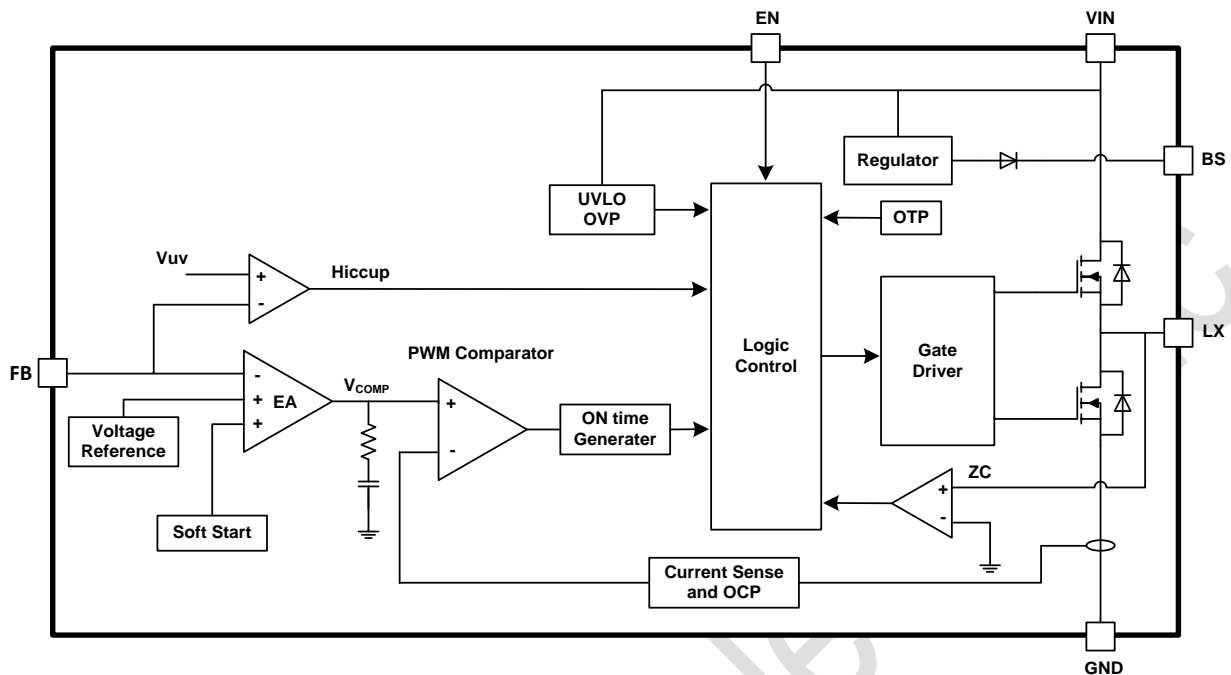 EN
VIN
Regulator
BS
UVLO
OVP
OTP
Vuv
+
-
Hiccup
LX
Logic
Control
Gate
Driver
PWM Comparator
FB
-
+
+
EA
VCOMP
+
-
ON time
Generater
Voltage
Reference
ZC
+
-
Soft Start
Current Sense
and OCP
GND